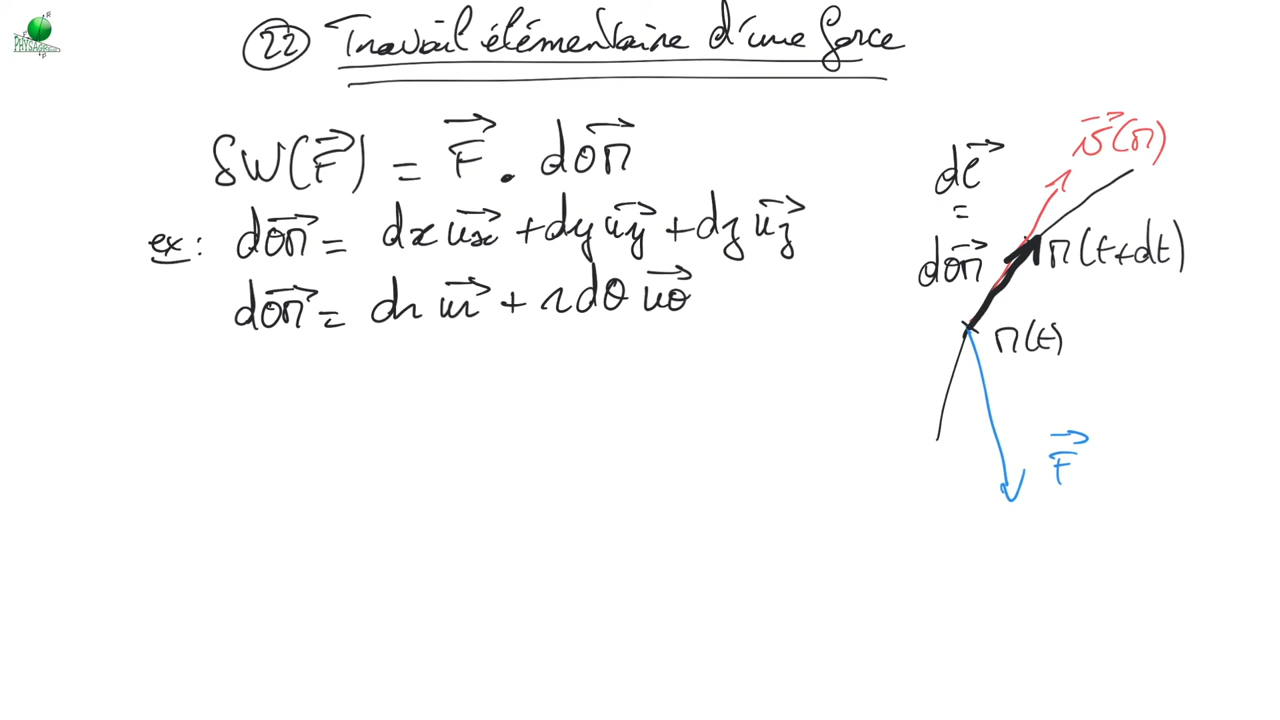 22 Travail élémentaire d'une force
δW(F⃗) = F⃗ . dOM⃗
ex: dOM⃗ = dx ux⃗ + dy uy⃗ + dz uz⃗
dOM⃗ = dr ur⃗ + r dθ uθ⃗
v⃗(M)
dℓ⃗
=
dOM⃗
M(t+dt)
M(t)
F⃗